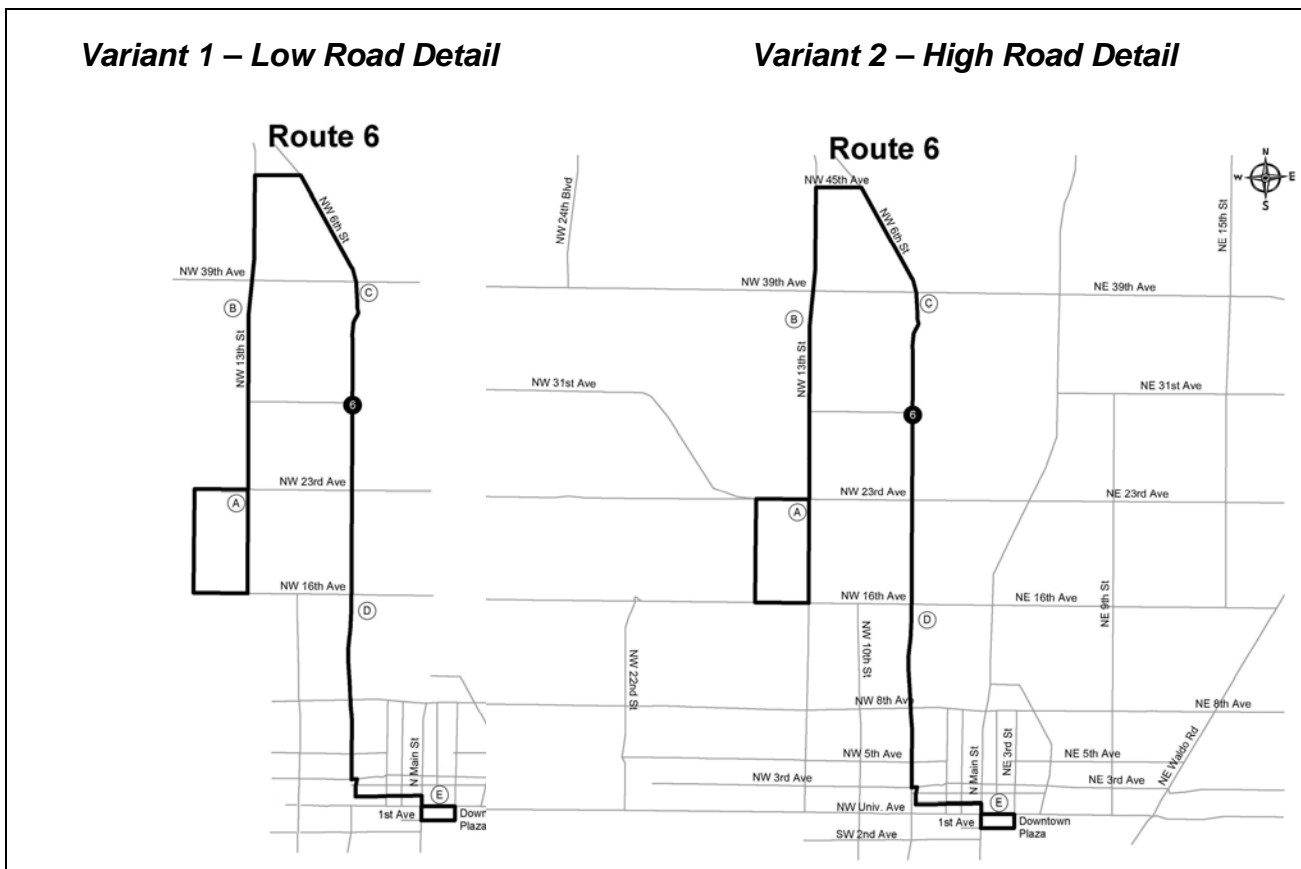 Variant 1 – Low Road Detail
Route 6
NW 6th St
NW 39th Ave
B
C
NW 13th St
6
NW 23rd Ave
A
NW 16th Ave
D
N Main St
E
1st Ave
Down
Plaza
Variant 2 – High Road Detail
Route 6
N
W
E
S
NW 45th Ave
NW 24th Blvd
NW 6th St
NE 15th St
NW 39th Ave
NE 39th Ave
C
B
NW 13th St
NW 31st Ave
NE 31st Ave
6
NW 23rd Ave
NE 23rd Ave
A
NW 16th Ave
NE 16th Ave
NE 9th St
D
NW 22nd St
NW 10th St
NW 8th Ave
NE 8th Ave
NE 3rd St
N Main St
NE Waldo Rd
NW 5th Ave
NE 5th Ave
NW 3rd Ave
NE 3rd Ave
E
NW Univ. Ave
1st Ave
Downtown
Plaza
SW 2nd Ave